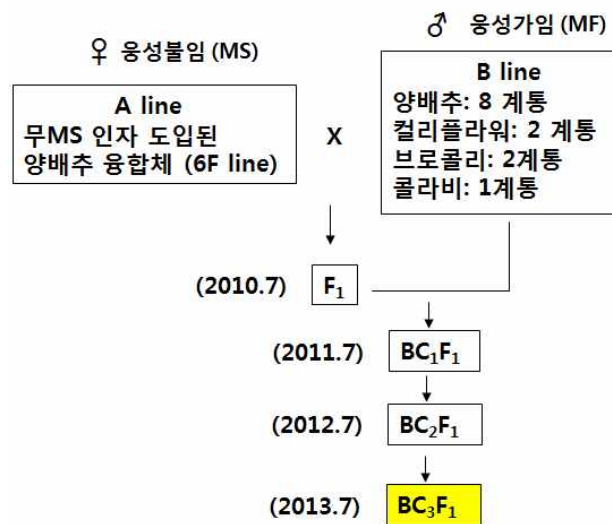 ♀ 웅성불임 (MS)
♂ 웅성가임 (MF)
A line
무MS 인자 도입된
양배추 융합체 (6F line)
X
B line
양배추: 8 계통
컬리플라워: 2 계통
브로콜리: 2계통
콜라비: 1계통
(2010.7) F₁
(2011.7) BC₁F₁
(2012.7) BC₂F₁
(2013.7) BC₃F₁